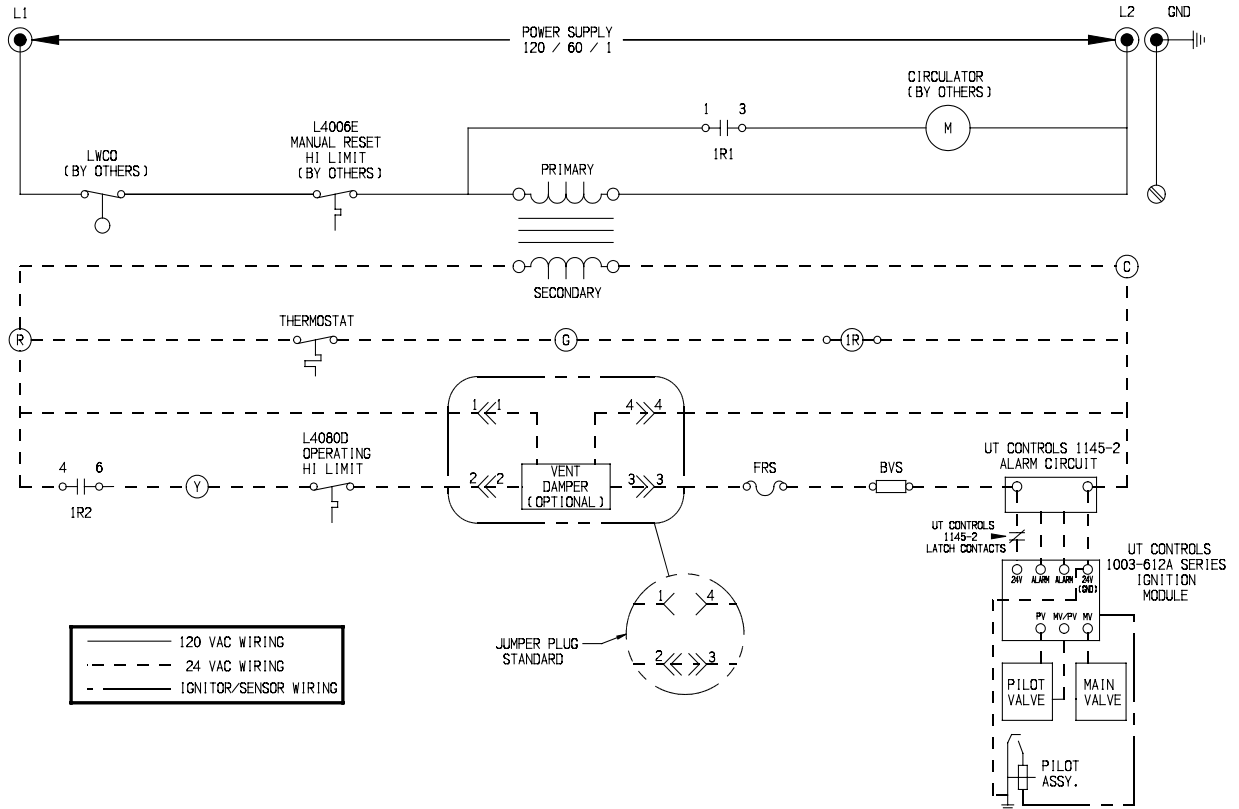 L1
L2
GND
POWER SUPPLY
120 / 60 / 1
CIRCULATOR
(BY OTHERS)
1
3
M
1R1
L4006E
MANUAL RESET
HI LIMIT
(BY OTHERS)
LWCO
(BY OTHERS)
PRIMARY
SECONDARY
C
THERMOSTAT
R
G
1R
1
1
4
4
L4080D
OPERATING
HI LIMIT
4
6
Y
1R2
2
2
VENT
DAMPER
(OPTIONAL)
3
3
FRS
BVS
UT CONTROLS 1145-2
ALARM CIRCUIT
UT CONTROLS
1145-2
LATCH CONTACTS
UT CONTROLS
1003-612A SERIES
IGNITION
MODULE
24V
ALARM
ALARM
24V
(GND)
PV
MV/PV
MV
1
4
2
3
JUMPER PLUG
STANDARD
120 VAC WIRING
24 VAC WIRING
IGNITOR/SENSOR WIRING
PILOT
VALVE
MAIN
VALVE
PILOT
ASSY.